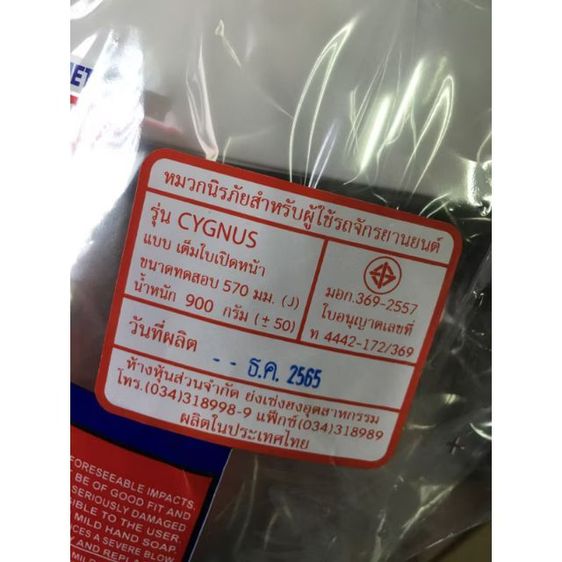 ET
หมวกนิรภัยสำหรับผู้ใช้รถจักรยานยนต์
รุ่น CYGNUS
แบบ เต็มใบเปิดหน้า
ขนาดทดสอบ 570 มม. (J)
น้ำหนัก 900 กรัม (± 50)
มอก.369-2557
ใบอนุญาตเลขที่
ท 4442-172/369
วันที่ผลิต -- ธ.ค. 2565
ห้างหุ้นส่วนจำกัด ย่งเซ่งฮงอุตสาหกรรม
โทร.(034)318998-9 แฟ็กซ์(034)318989
ผลิตในประเทศไทย
FORESEEABLE IMPACTS.
BE OF GOOD FIT AND
SERIOUSLY DAMAGED
IBLE TO THE USER.
MILD HAND SOAP.
UCES A SEVERE BLOW
AND REPLA
MILE